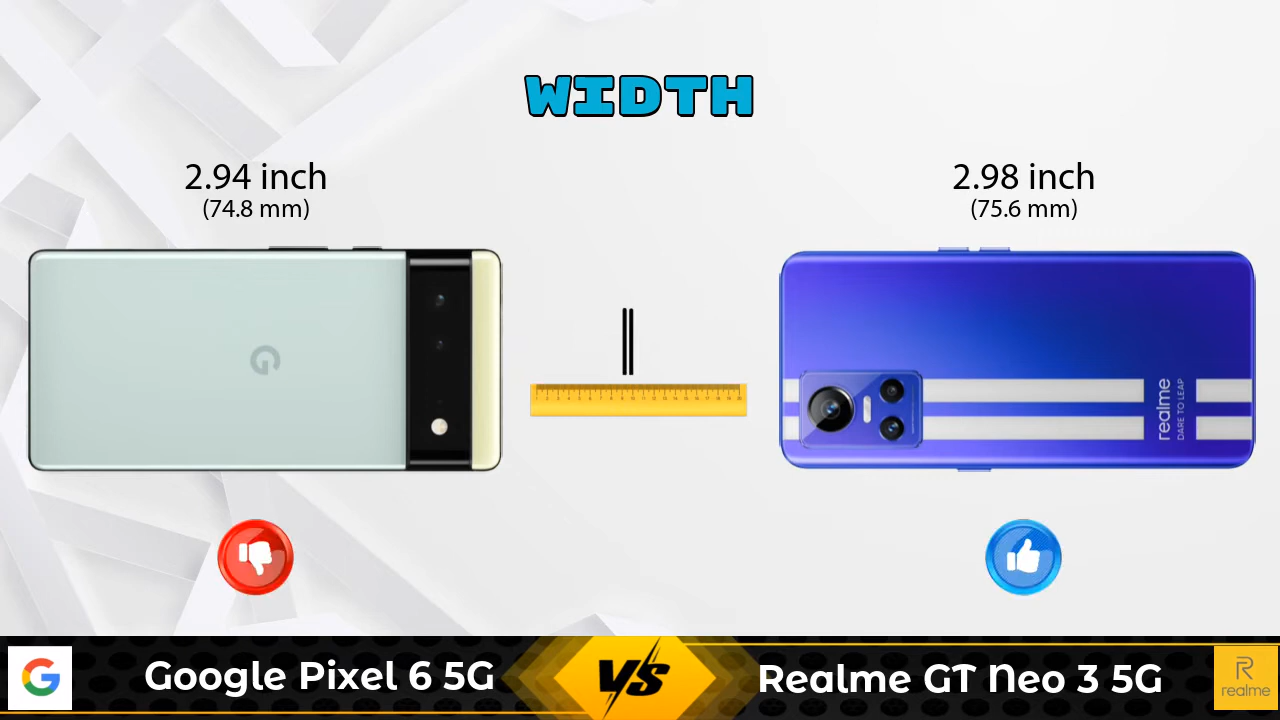 WIDTH
2.94 inch
(74.8 mm)
2.98 inch
(75.6 mm)
realme
DARE TO LEAP
Google Pixel 6 5G
VS
Realme GT Neo 3 5G
realme